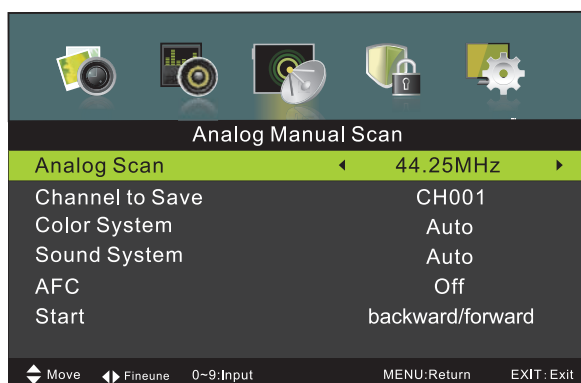 Analog Manual Scan
Analog Scan 44.25MHz
Channel to Save CH001
Color System Auto
Sound System Auto
AFC Off
Start backward/forward
Move Fineune 0~9:Input MENU:Return EXIT:Exit